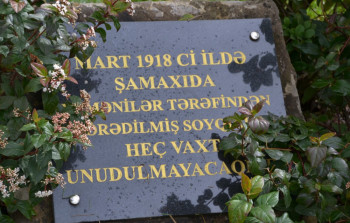 MART 1918 Cİ İLDƏ
ŞAMAXIDA
TƏRƏFİNDƏN
HEÇ VAXT
UNUDULMAYACAQ